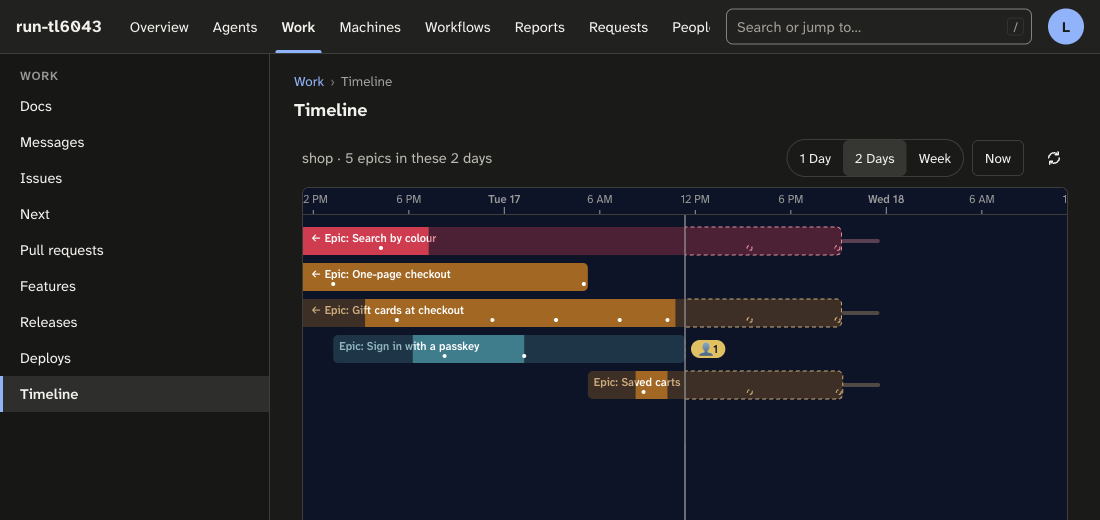 run-tl6043 Overview Agents Work Machines Workflows Reports Requests Peopl Search or jump to... / L
WORK
Docs
Messages
Issues
Next
Pull requests
Features
Releases
Deploys
Timeline
Work › Timeline
Timeline
shop · 5 epics in these 2 days
1 Day 2 Days Week Now
2 PM 6 PM Tue 17 6 AM 12 PM 6 PM Wed 18 6 AM 1
← Epic: Search by colour
← Epic: One-page checkout
← Epic: Gift cards at checkout
Epic: Sign in with a passkey 1
Epic: Saved carts